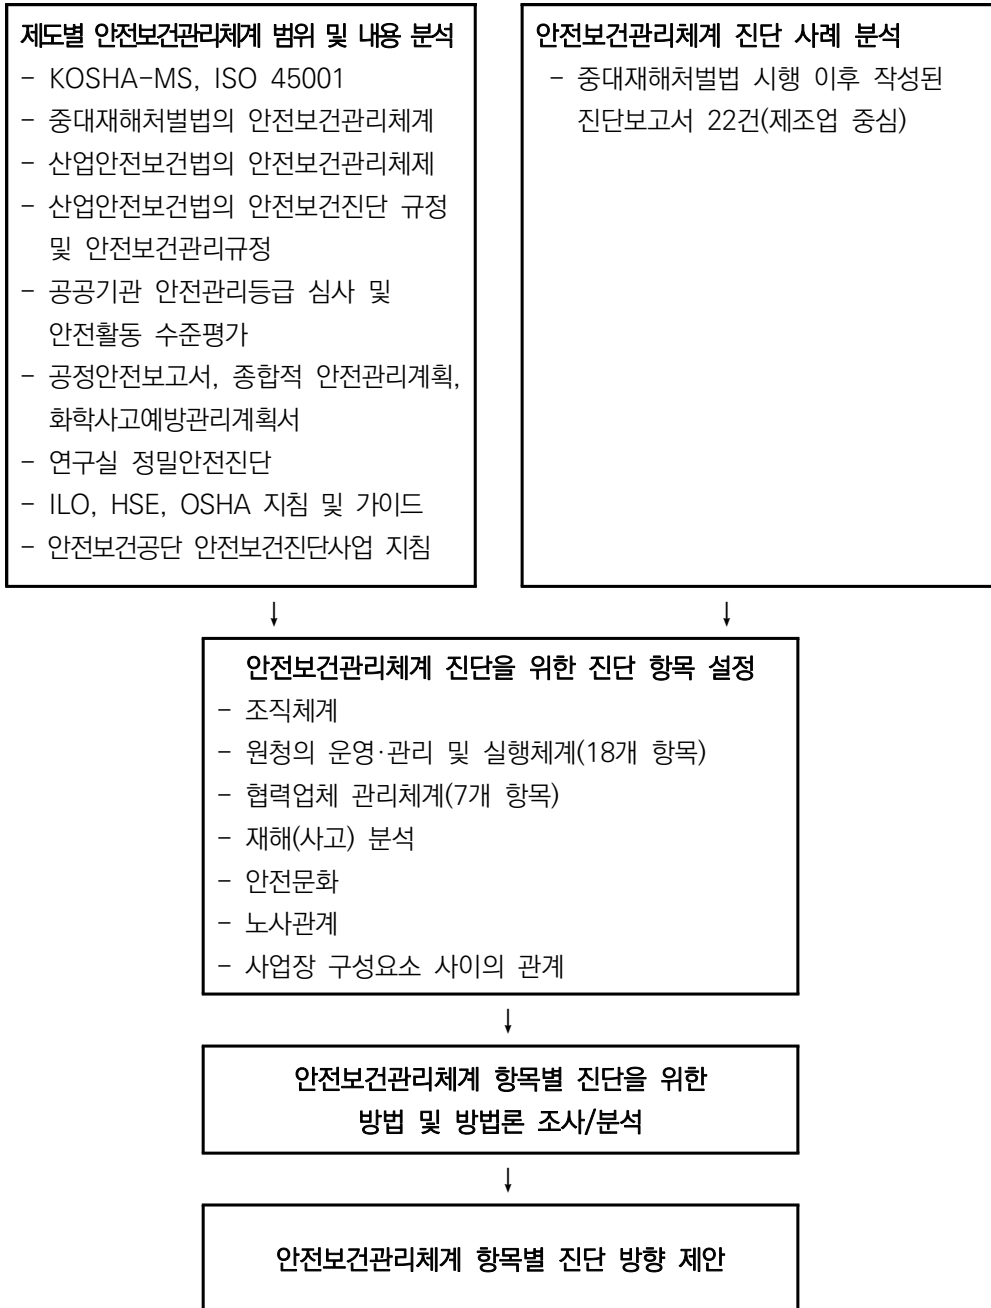 제도별 안전보건관리체계 범위 및 내용 분석
- KOSHA-MS, ISO 45001
- 중대재해처벌법의 안전보건관리체계
- 산업안전보건법의 안전보건관리체제
- 산업안전보건법의 안전보건진단 규정
및 안전보건관리규정
- 공공기관 안전관리등급 심사 및
안전활동 수준평가
- 공정안전보고서, 종합적 안전관리계획,
화학사고예방관리계획서
- 연구실 정밀안전진단
- ILO, HSE, OSHA 지침 및 가이드
- 안전보건공단 안전보건진단사업 지침
안전보건관리체계 진단 사례 분석
- 중대재해처벌법 시행 이후 작성된
진단보고서 22건(제조업 중심)
↓ ↓
안전보건관리체계 진단을 위한 진단 항목 설정
- 조직체계
- 원청의 운영·관리 및 실행체계(18개 항목)
- 협력업체 관리체계(7개 항목)
- 재해(사고) 분석
- 안전문화
- 노사관계
- 사업장 구성요소 사이의 관계
↓
안전보건관리체계 항목별 진단을 위한
방법 및 방법론 조사/분석
↓
안전보건관리체계 항목별 진단 방향 제안